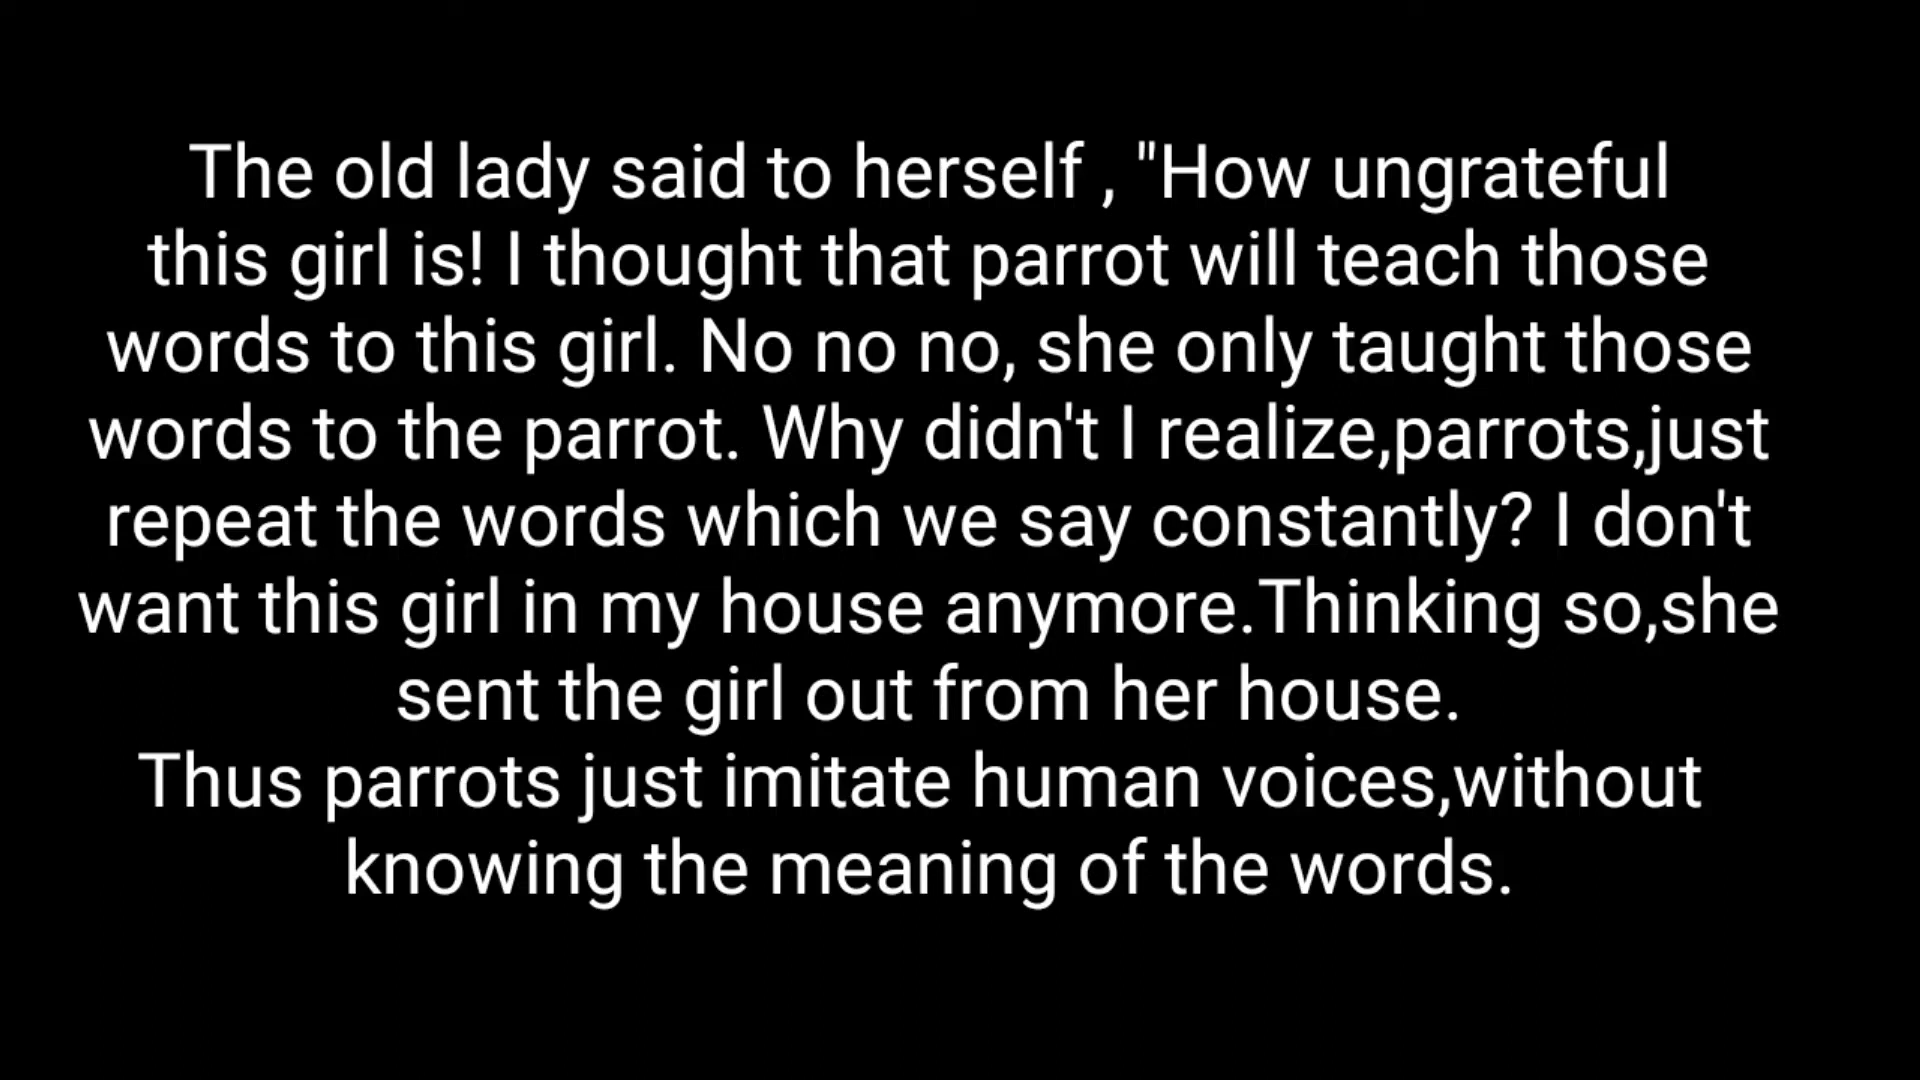 The old lady said to herself , "How ungrateful
this girl is! I thought that parrot will teach those
words to this girl. No no no, she only taught those
words to the parrot. Why didn't I realize,parrots,just
repeat the words which we say constantly? I don't
want this girl in my house anymore.Thinking so,she
sent the girl out from her house.
Thus parrots just imitate human voices,without
knowing the meaning of the words.